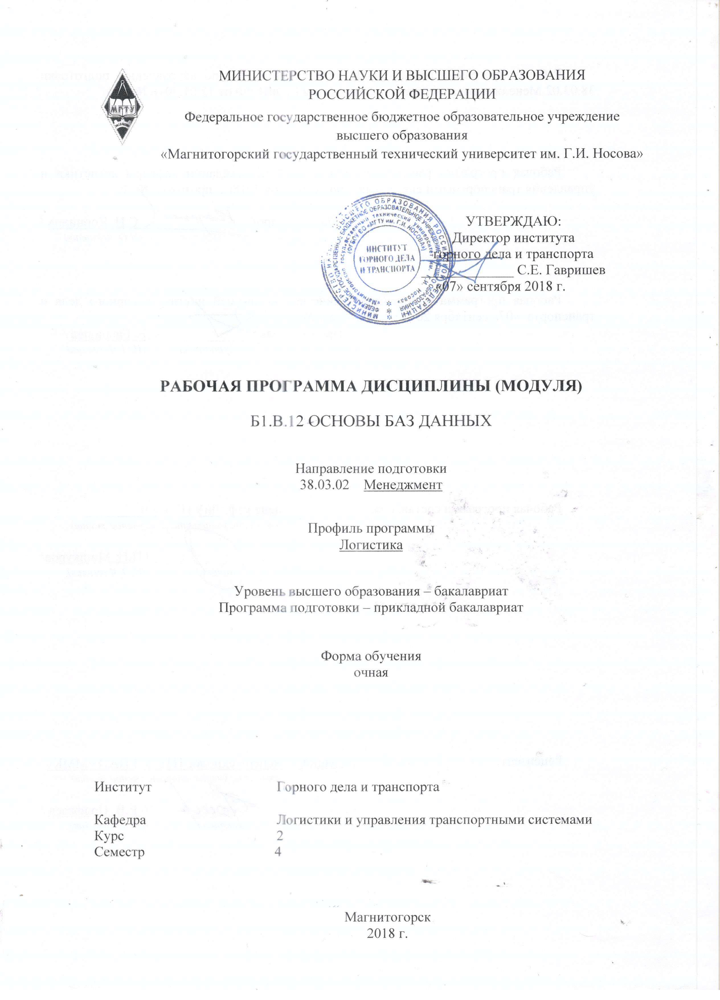 МИНИСТЕРСТВО НАУКИ И ВЫСШЕГО ОБРАЗОВАНИЯ
РОССИЙСКОЙ ФЕДЕРАЦИИ
Федеральное государственное бюджетное образовательное учреждение
высшего образования
«Магнитогорский государственный технический университет им. Г.И. Носова»
МГТУ
УТВЕРЖДАЮ:
Директор института
горного дела и транспорта
С.Е. Гавришев
«07» сентября 2018 г.
ИНСТИТУТ
ГОРНОГО ДЕЛА
И ТРАНСПОРТА
РАБОЧАЯ ПРОГРАММА ДИСЦИПЛИНЫ (МОДУЛЯ)
Б1.В.12 ОСНОВЫ БАЗ ДАННЫХ
Направление подготовки
38.03.02 Менеджмент
Профиль программы
Логистика
Уровень высшего образования – бакалавриат
Программа подготовки – прикладной бакалавриат
Форма обучения
очная
Институт Горного дела и транспорта
Кафедра Логистики и управления транспортными системами
Курс 2
Семестр 4
Магнитогорск
2018 г.